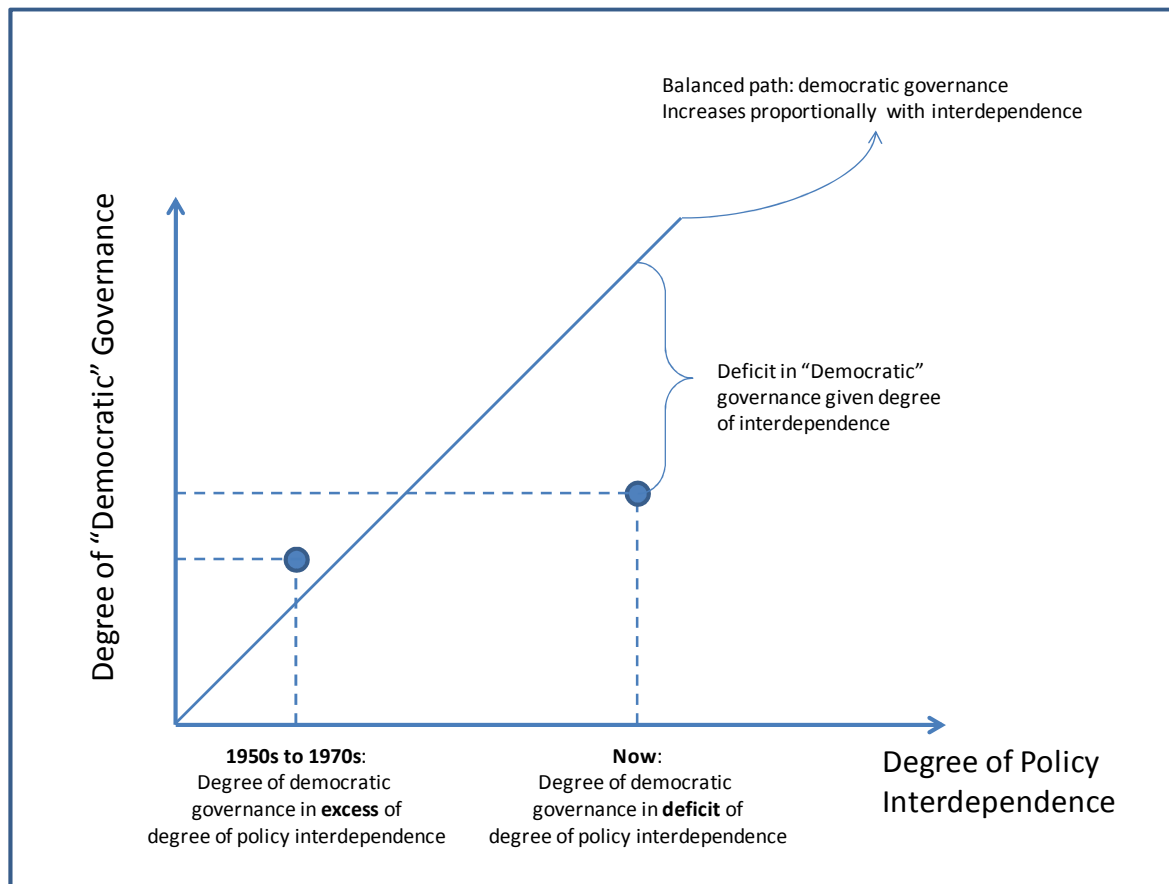 Balanced path: democratic governance
Increases proportionally with interdependence
Degree of “Democratic” Governance
Deficit in “Democratic”
governance given degree
of interdependence
1950s to 1970s:
Degree of democratic
governance in excess of
degree of policy interdependence
Now:
Degree of democratic
governance in deficit of
degree of policy interdependence
Degree of Policy
Interdependence